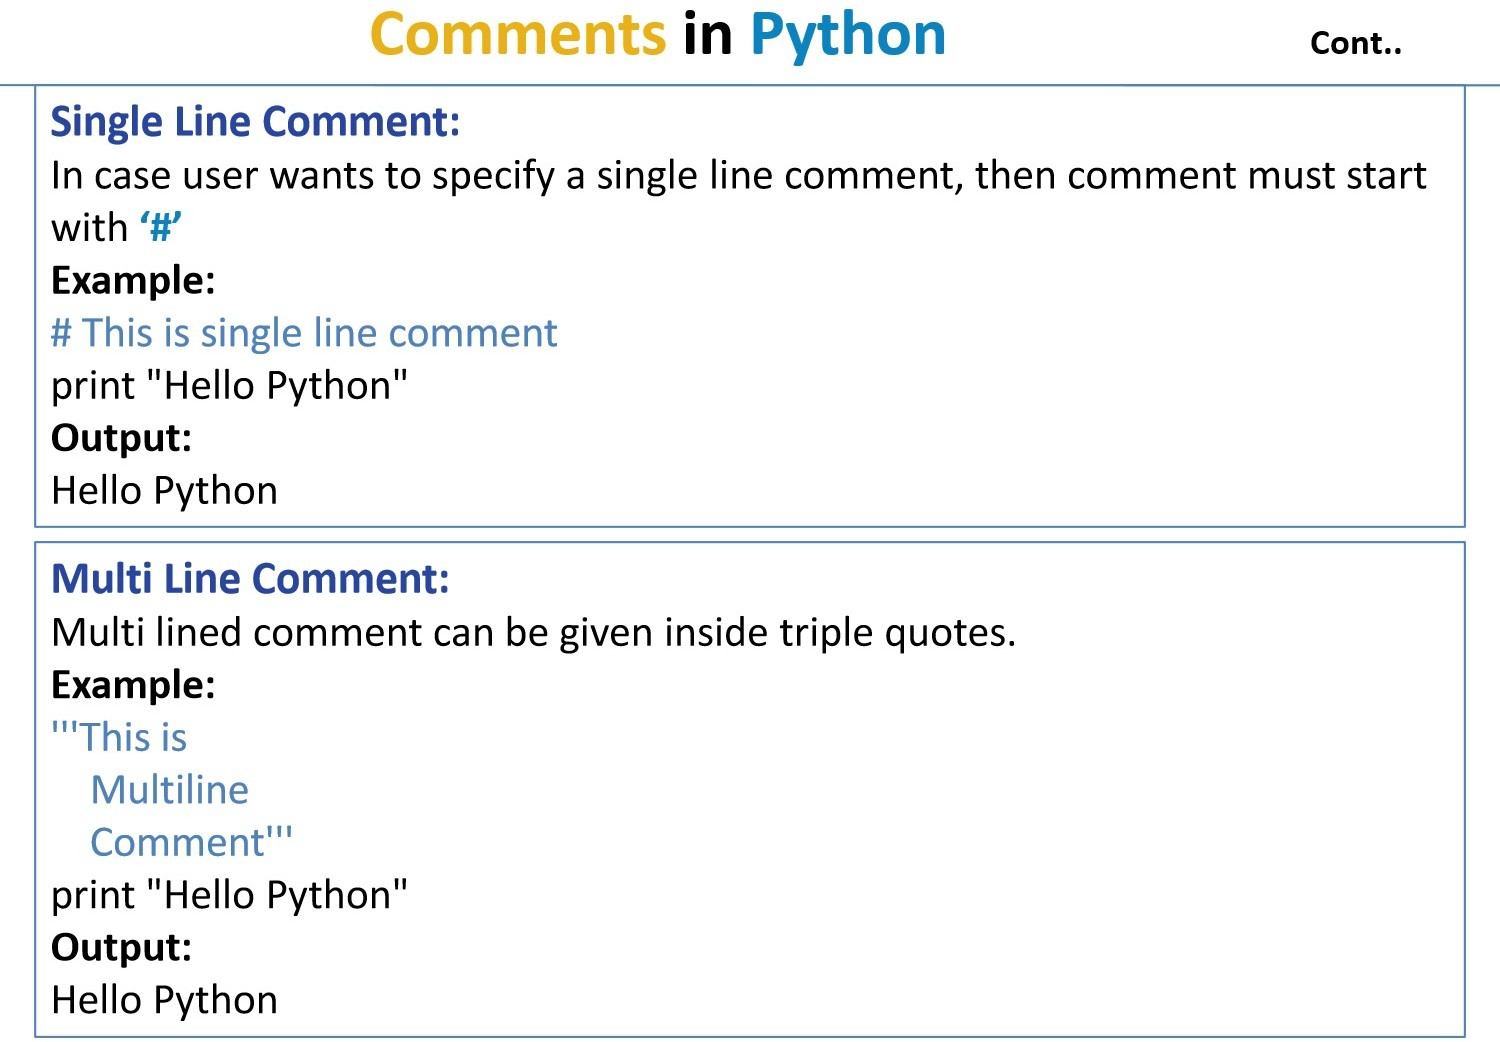 Comments in Python
Cont..
Single Line Comment:
In case user wants to specify a single line comment, then comment must start
with ‘#’
Example:
# This is single line comment
print "Hello Python"
Output:
Hello Python
Multi Line Comment:
Multi lined comment can be given inside triple quotes.
Example:
'''This is
Multiline
Comment'''
print "Hello Python"
Output:
Hello Python